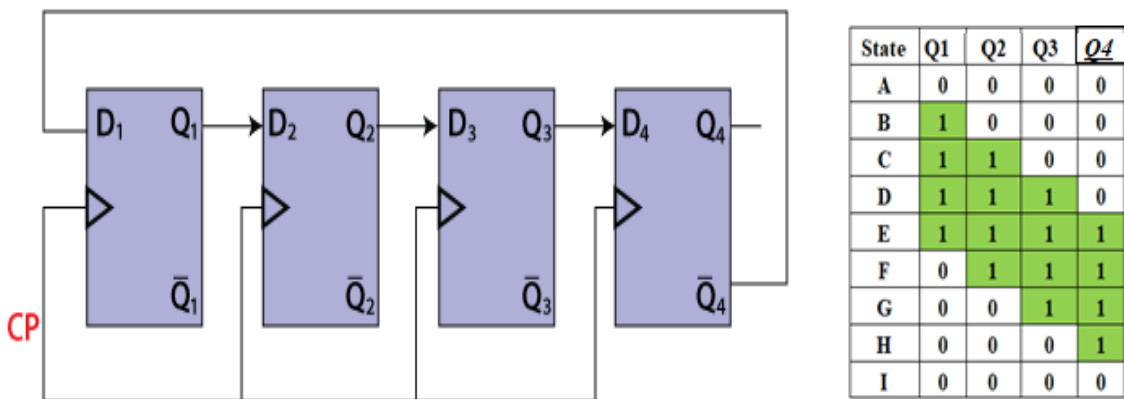 D₁ Q₁ D₂ Q₂ D₃ Q₃ D₄ Q₄
Q̅₁ Q̅₂ Q̅₃ Q̅₄
CP
State Q1 Q2 Q3 Q4
A 0 0 0 0
B 1 0 0 0
C 1 1 0 0
D 1 1 1 0
E 1 1 1 1
F 0 1 1 1
G 0 0 1 1
H 0 0 0 1
I 0 0 0 0